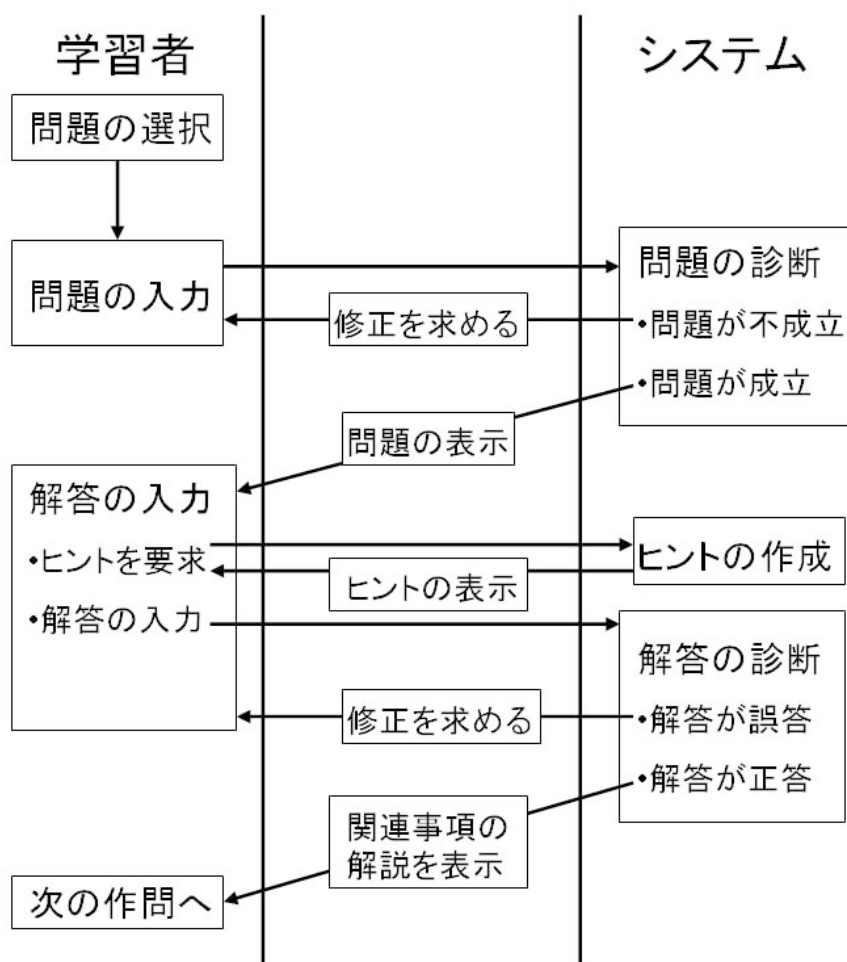 学習者
システム
問題の選択
問題の入力
問題の診断
修正を求める
・問題が不成立
・問題が成立
問題の表示
解答の入力
・ヒントを要求
ヒントの作成
ヒントの表示
・解答の入力
解答の診断
修正を求める
・解答が誤答
・解答が正答
関連事項の
解説を表示
次の作問へ